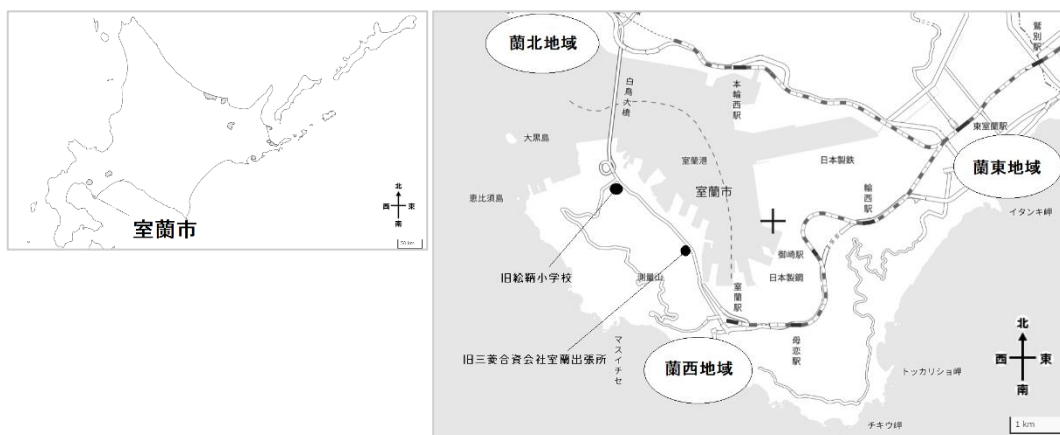 室蘭市
北
西 東
南
50 km
蘭北地域
白鳥大橋
本輪西駅
鷲別駅
東室蘭駅
大黒島
室蘭港
日本製鉄
蘭東地域
室蘭市
恵比須島
輪西駅
イタンキ岬
旧絵鞆小学校
測量山
御崎駅
日本製鋼
室蘭駅
旧三菱合資会社室蘭出張所
マスイチセ
蘭西地域
母恋駅
トッカリショ岬
チキウ岬
北
西 東
南
1 km